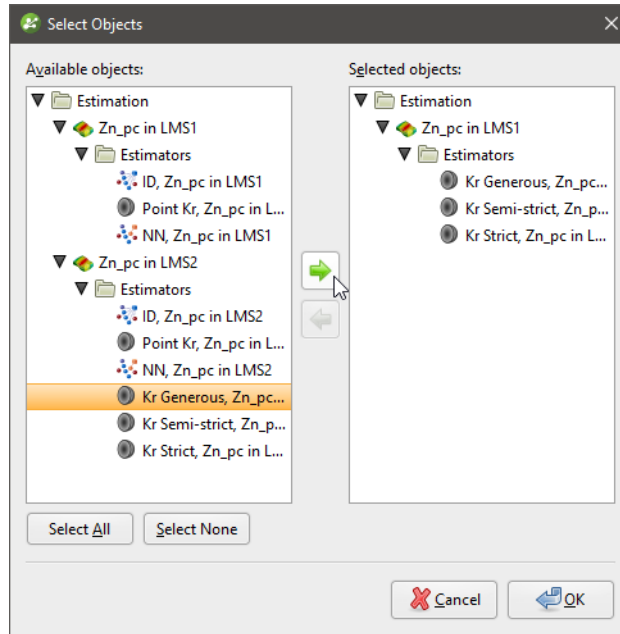 Select Objects
Available objects:
Estimation
Zn_pc in LMS1
Estimators
ID, Zn_pc in LMS1
Point Kr, Zn_pc in L...
NN, Zn_pc in LMS1
Zn_pc in LMS2
Estimators
ID, Zn_pc in LMS2
Point Kr, Zn_pc in L...
NN, Zn_pc in LMS2
Kr Generous, Zn_pc...
Kr Semi-strict, Zn_p...
Kr Strict, Zn_pc in L...
Selected objects:
Estimation
Zn_pc in LMS1
Estimators
Kr Generous, Zn_pc...
Kr Semi-strict, Zn_p...
Kr Strict, Zn_pc in L...
Select All
Select None
Cancel
OK